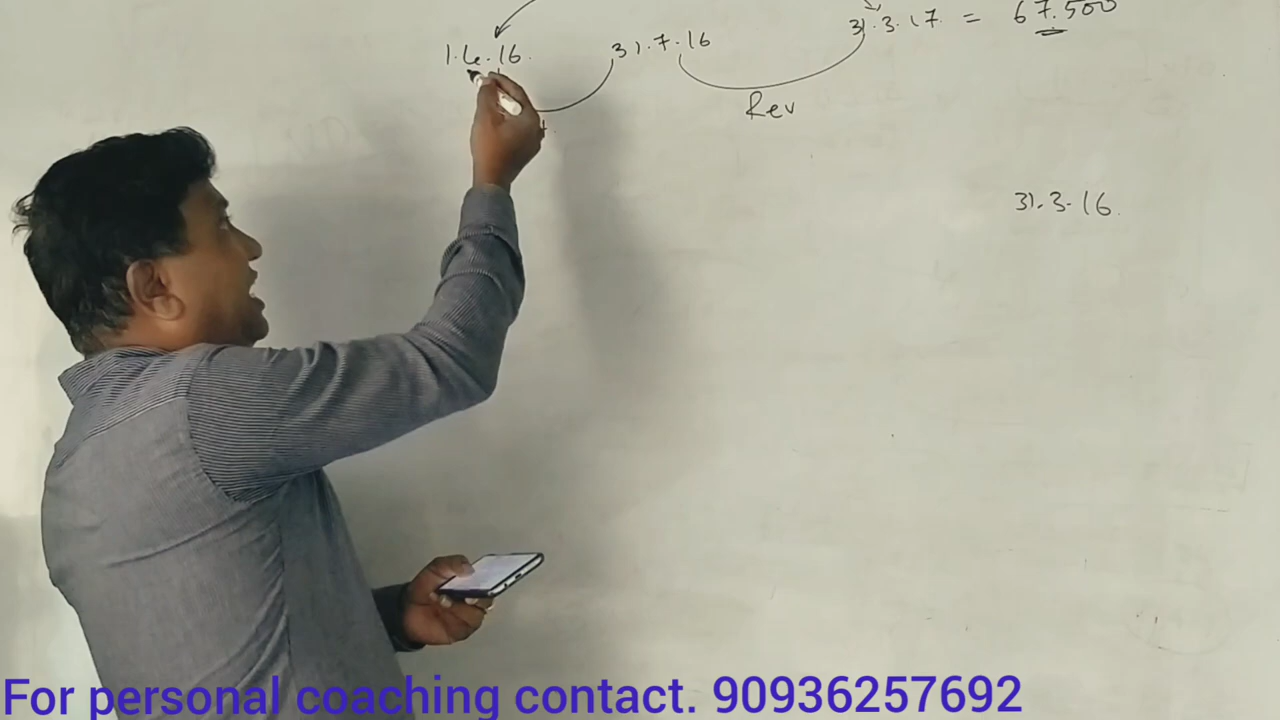 31.3.17 = 67.500
1.4.16. 31.7.16
Rev
31.3.16.
For personal coaching contact. 90936257692